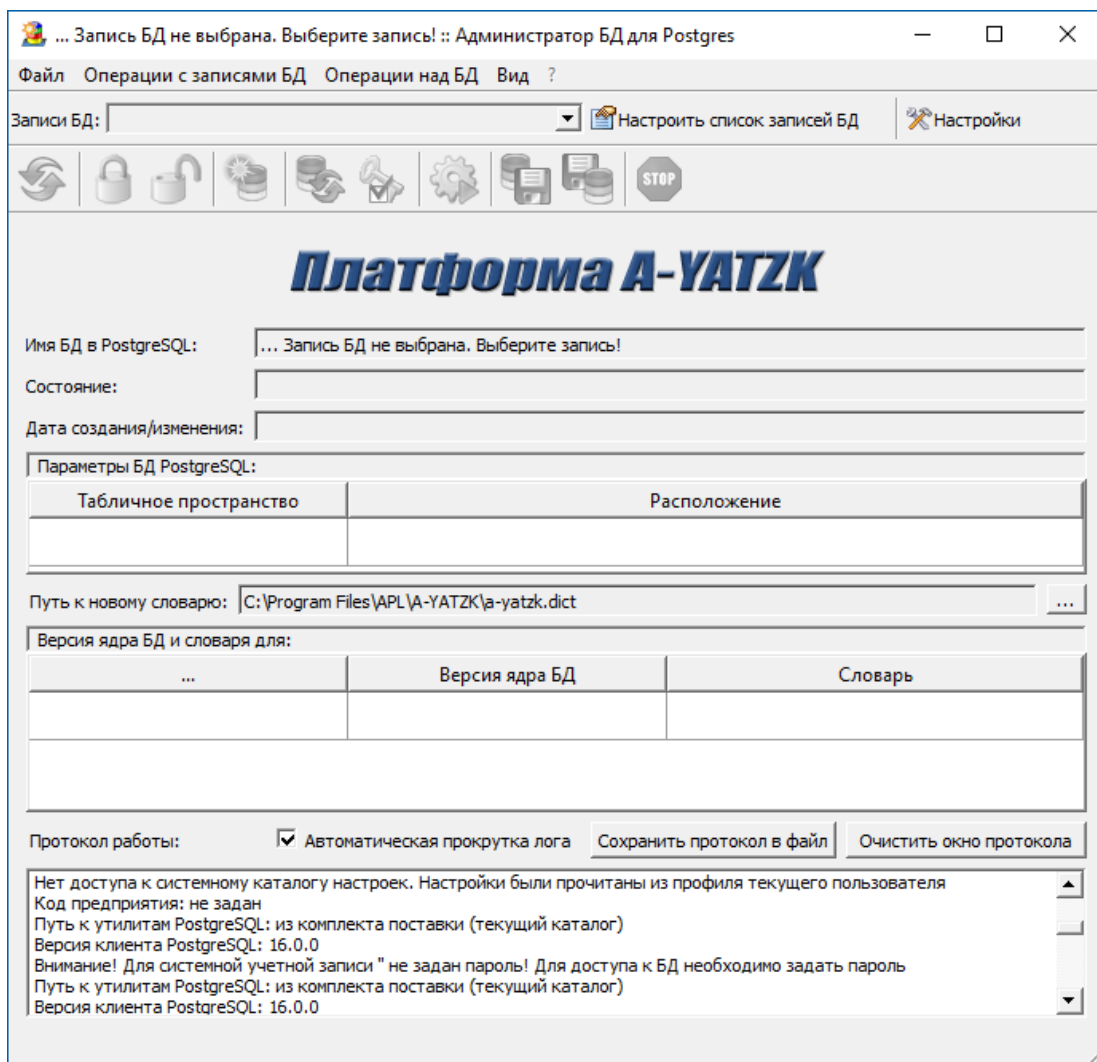 ... Запись БД не выбрана. Выберите запись! :: Администратор БД для Postgres
Файл Операции с записями БД Операции над БД Вид ?
Записи БД: Настроить список записей БД Настройки
STOP
Платформа A-YATZK
Имя БД в PostgreSQL: ... Запись БД не выбрана. Выберите запись!
Состояние:
Дата создания/изменения:
Параметры БД PostgreSQL:
Табличное пространство Расположение
Путь к новому словарю: C:\Program Files\APL\A-YATZK\a-yatzk.dict ...
Версия ядра БД и словаря для:
... Версия ядра БД Словарь
Протокол работы: Автоматическая прокрутка лога Сохранить протокол в файл Очистить окно протокола
Нет доступа к системному каталогу настроек. Настройки были прочитаны из профиля текущего пользователя
Код предприятия: не задан
Путь к утилитам PostgreSQL: из комплекта поставки (текущий каталог)
Версия клиента PostgreSQL: 16.0.0
Внимание! Для системной учетной записи '' не задан пароль! Для доступа к БД необходимо задать пароль
Путь к утилитам PostgreSQL: из комплекта поставки (текущий каталог)
Версия клиента PostgreSQL: 16.0.0